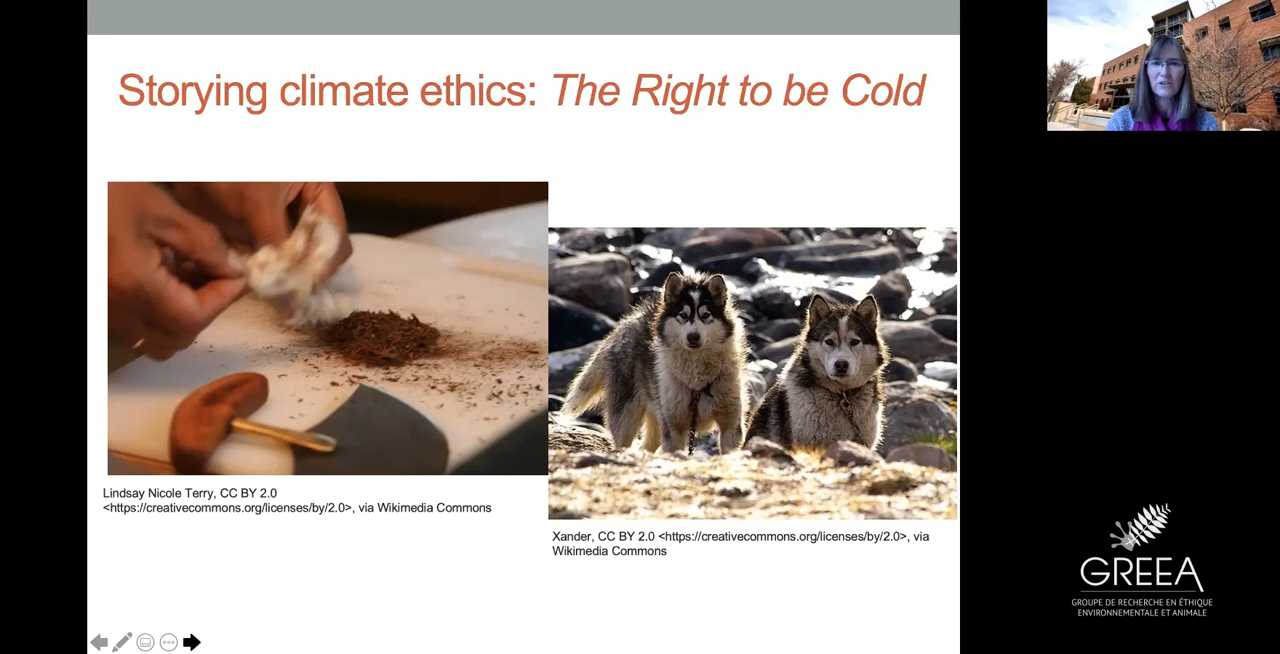 Storying climate ethics: The Right to be Cold
Lindsay Nicole Terry, CC BY 2.0
<https://creativecommons.org/licenses/by/2.0>, via Wikimedia Commons
Xander, CC BY 2.0 <https://creativecommons.org/licenses/by/2.0>, via
Wikimedia Commons
GREEA
GROUPE DE RECHERCHE EN ÉTHIQUE
ENVIRONNEMENTALE ET ANIMALE